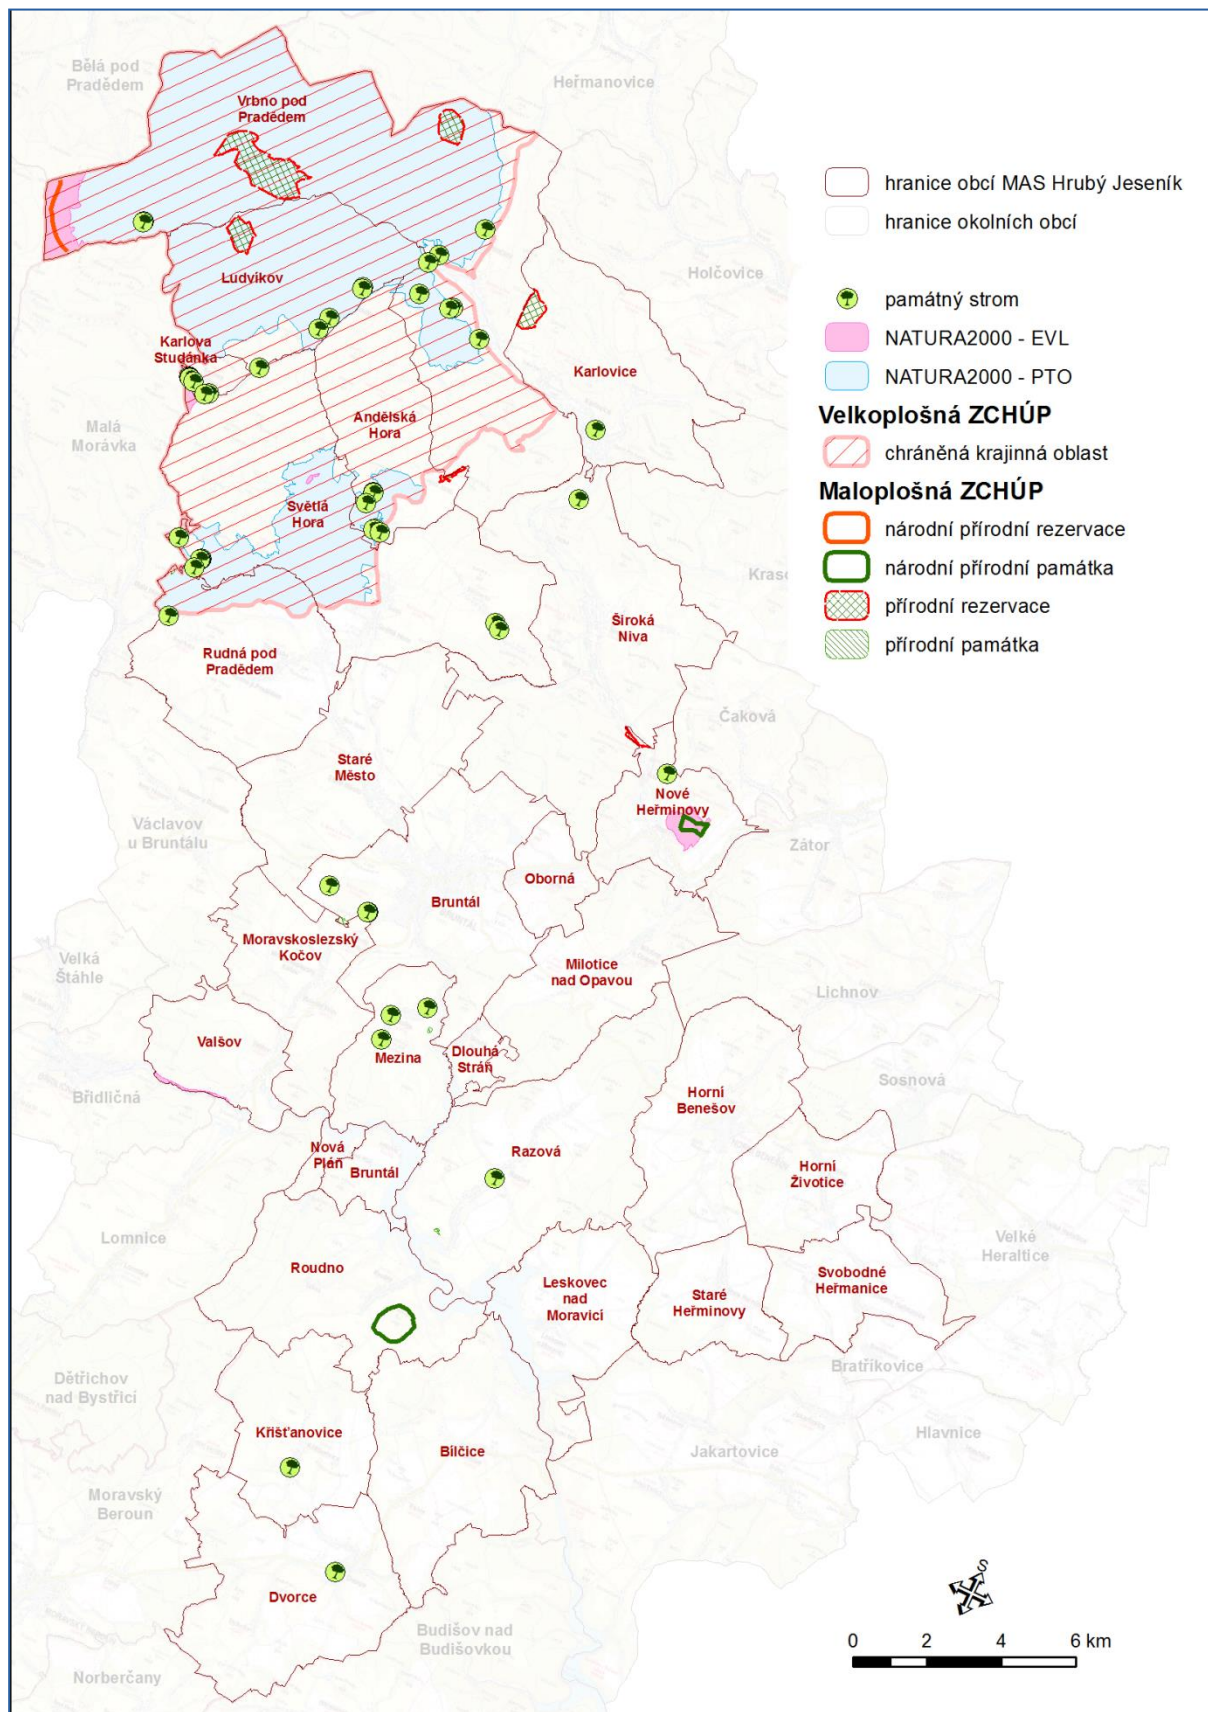 Bělá pod
Pradědem
Heřmanovice
Vrbno pod
Pradědem
Holčovice
Ludvíkov
Karlova
Studánka
Karlovice
Malá
Morávka
Andělská
Hora
Světlá
Hora
Široká
Niva
Rudná pod
Pradědem
Čaková
Staré
Město
Nové
Heřminovy
Václavov
u Bruntálu
Zátor
Oborná
Bruntál
Moravskoslezský
Kočov
Velká
Štáhle
Milotice
nad Opavou
Lichnov
Valšov
Mezina
Dlouhá
Stráň
Břidličná
Sosnová
Horní
Benešov
Nová
Pláň
Bruntál
Razová
Horní
Životice
Lomnice
Velké
Heraltice
Roudno
Leskovec
nad
Moravicí
Staré
Heřminovy
Svobodné
Heřmanice
Bratříkovice
Dětřichov
nad Bystřicí
Křišťanovice
Bílčice
Jakartovice
Hlavnice
Moravský
Beroun
Dvorce
Budišov nad
Budišovkou
Norberčany
hranice obcí MAS Hrubý Jeseník
hranice okolních obcí
památný strom
NATURA2000 - EVL
NATURA2000 - PTO
Velkoplošná ZCHÚP
chráněná krajinná oblast
Maloplošná ZCHÚP
národní přírodní rezervace
národní přírodní památka
přírodní rezervace
přírodní památka
S
0 2 4 6 km